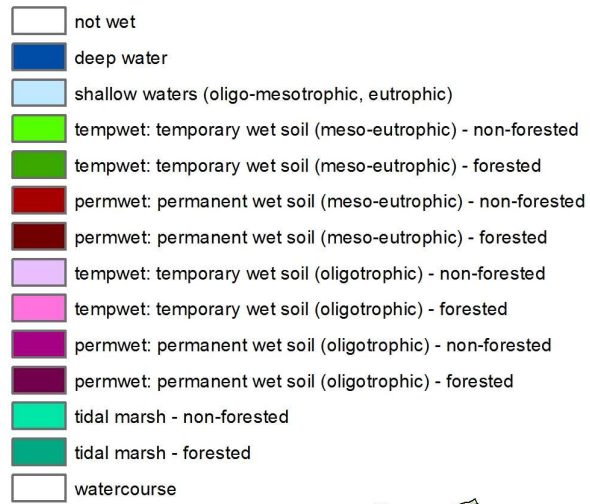 not wet
deep water
shallow waters (oligo-mesotrophic, eutrophic)
tempwet: temporary wet soil (meso-eutrophic) - non-forested
tempwet: temporary wet soil (meso-eutrophic) - forested
permwet: permanent wet soil (meso-eutrophic) - non-forested
permwet: permanent wet soil (meso-eutrophic) - forested
tempwet: temporary wet soil (oligotrophic) - non-forested
tempwet: temporary wet soil (oligotrophic) - forested
permwet: permanent wet soil (oligotrophic) - non-forested
permwet: permanent wet soil (oligotrophic) - forested
tidal marsh - non-forested
tidal marsh - forested
watercourse